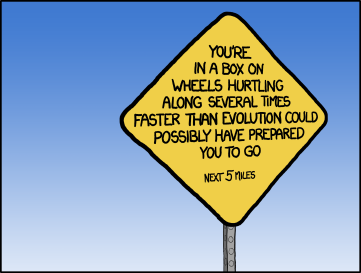 YOU'RE
IN A BOX ON
WHEELS HURTLING
ALONG SEVERAL TIMES
FASTER THAN EVOLUTION COULD
POSSIBLY HAVE PREPARED
YOU TO GO
NEXT 5 MILES